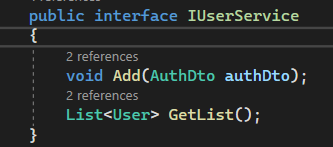 public interface IUserService
{
2 references
void Add(AuthDto authDto);
2 references
List<User> GetList();
}